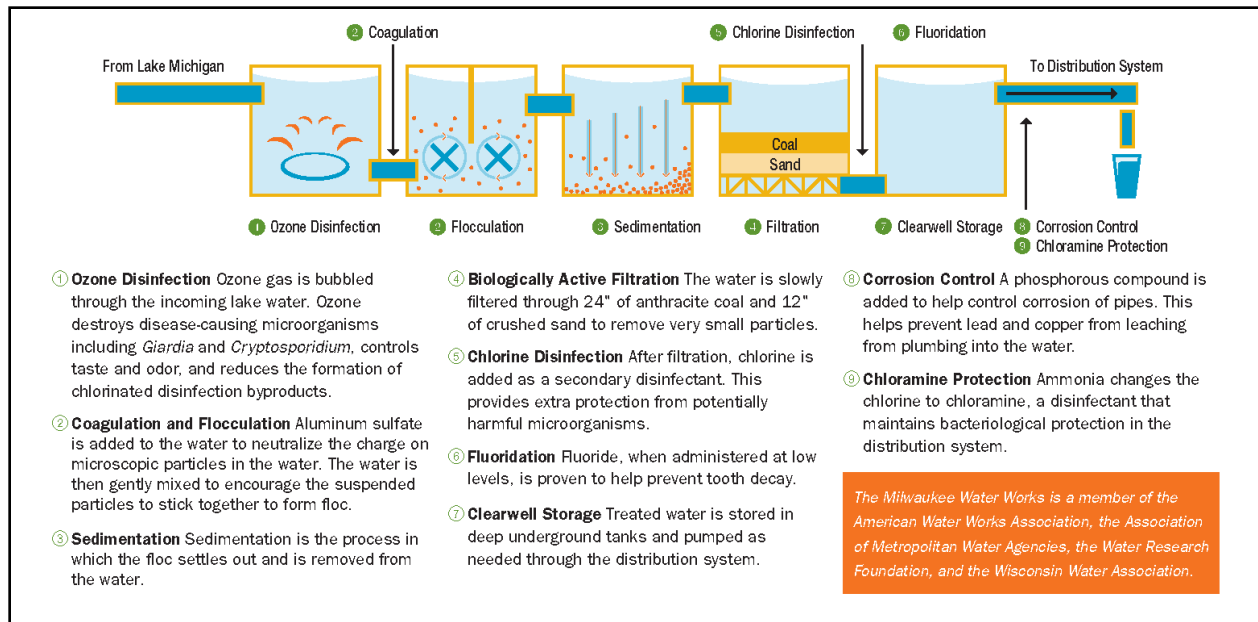 ② Coagulation
⑤ Chlorine Disinfection
⑥ Fluoridation
From Lake Michigan
To Distribution System
Coal
Sand
① Ozone Disinfection
② Flocculation
③ Sedimentation
④ Filtration
⑦ Clearwell Storage
⑧ Corrosion Control
⑨ Chloramine Protection
① Ozone Disinfection Ozone gas is bubbled
through the incoming lake water. Ozone
destroys disease-causing microorganisms
including Giardia and Cryptosporidium, controls
taste and odor, and reduces the formation of
chlorinated disinfection byproducts.
② Coagulation and Flocculation Aluminum sulfate
is added to the water to neutralize the charge on
microscopic particles in the water. The water is
then gently mixed to encourage the suspended
particles to stick together to form floc.
③ Sedimentation Sedimentation is the process in
which the floc settles out and is removed from
the water.
④ Biologically Active Filtration The water is slowly
filtered through 24" of anthracite coal and 12"
of crushed sand to remove very small particles.
⑤ Chlorine Disinfection After filtration, chlorine is
added as a secondary disinfectant. This
provides extra protection from potentially
harmful microorganisms.
⑥ Fluoridation Fluoride, when administered at low
levels, is proven to help prevent tooth decay.
⑦ Clearwell Storage Treated water is stored in
deep underground tanks and pumped as
needed through the distribution system.
⑧ Corrosion Control A phosphorous compound is
added to help control corrosion of pipes. This
helps prevent lead and copper from leaching
from plumbing into the water.
⑨ Chloramine Protection Ammonia changes the
chlorine to chloramine, a disinfectant that
maintains bacteriological protection in the
distribution system.
The Milwaukee Water Works is a member of the
American Water Works Association, the Association
of Metropolitan Water Agencies, the Water Research
Foundation, and the Wisconsin Water Association.